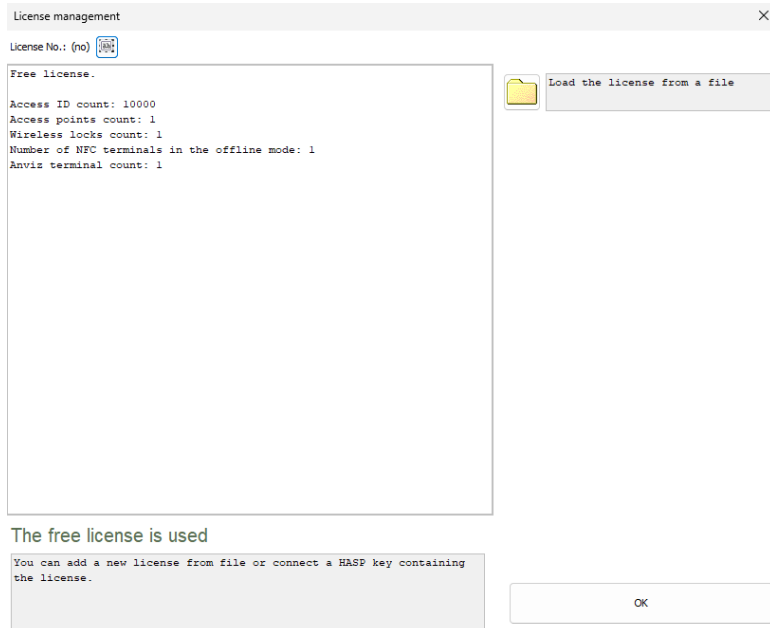 License management
License No.: (no)
Free license.
Access ID count: 10000
Access points count: 1
Wireless locks count: 1
Number of NFC terminals in the offline mode: 1
Anviz terminal count: 1
Load the license from a file
The free license is used
You can add a new license from file or connect a HASP key containing
the license.
OK